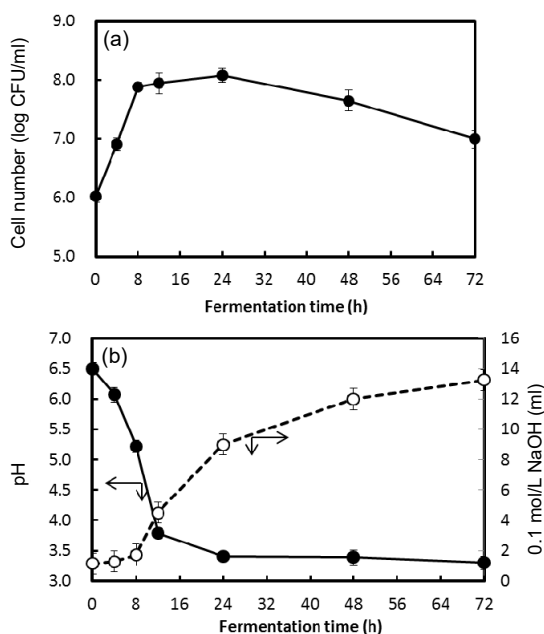 (a)
Cell number (log CFU/ml)
9.0
8.0
7.0
6.0
5.0
0 8 16 24 32 40 48 56 64 72
Fermentation time (h)
(b)
pH
7.0
6.5
6.0
5.5
5.0
4.5
4.0
3.5
3.0
16
14
12
10
8
6
4
2
0
0.1 mol/L NaOH (ml)
0 8 16 24 32 40 48 56 64 72
Fermentation time (h)